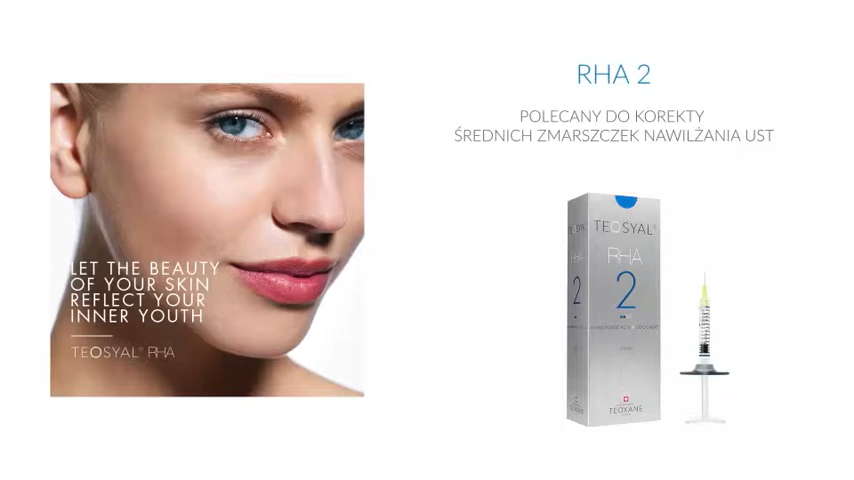 LET THE BEAUTY
OF YOUR SKIN
REFLECT YOUR
INNER YOUTH
TEOSYAL® RHA
RHA 2
POLECANY DO KOREKTY
ŚREDNICH ZMARSZCZEK NAWILŻANIA UST
TEOSYAL®
RHA
2
TEOXANE